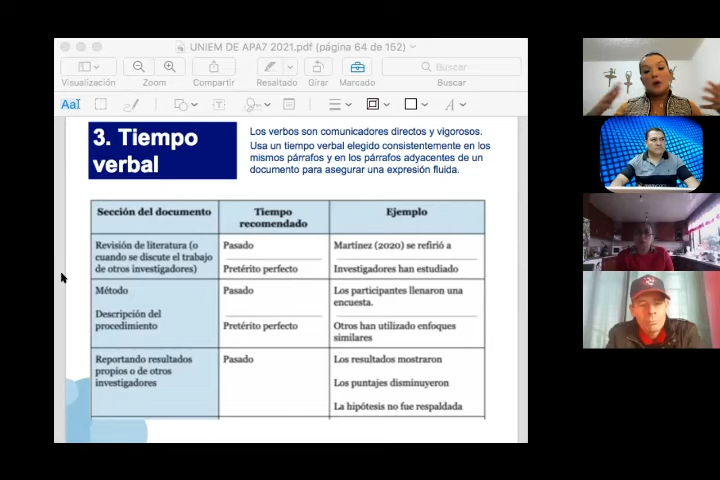 UNIEM DE APA7 2021.pdf (página 64 de 152)
Visualización
Zoom
Compartir
Resaltado
Girar
Marcado
Buscar
Buscar
AaI
A
3. Tiempo
verbal
Los verbos son comunicadores directos y vigorosos.
Usa un tiempo verbal elegido consistentemente en los
mismos párrafos y en los párrafos adyacentes de un
documento para asegurar una expresión fluida.
Sección del documento
Tiempo
recomendado
Ejemplo
Revisión de literatura (o
cuando se discute el trabajo
de otros investigadores)
Pasado
Pretérito perfecto
Martínez (2020) se refirió a
Investigadores han estudiado
Método
Descripción del
procedimiento
Pasado
Pretérito perfecto
Los participantes llenaron una
encuesta.
Otros han utilizado enfoques
similares
Reportando resultados
propios o de otros
investigadores
Pasado
Los resultados mostraron
Los puntajes disminuyeron
La hipótesis no fue respaldada